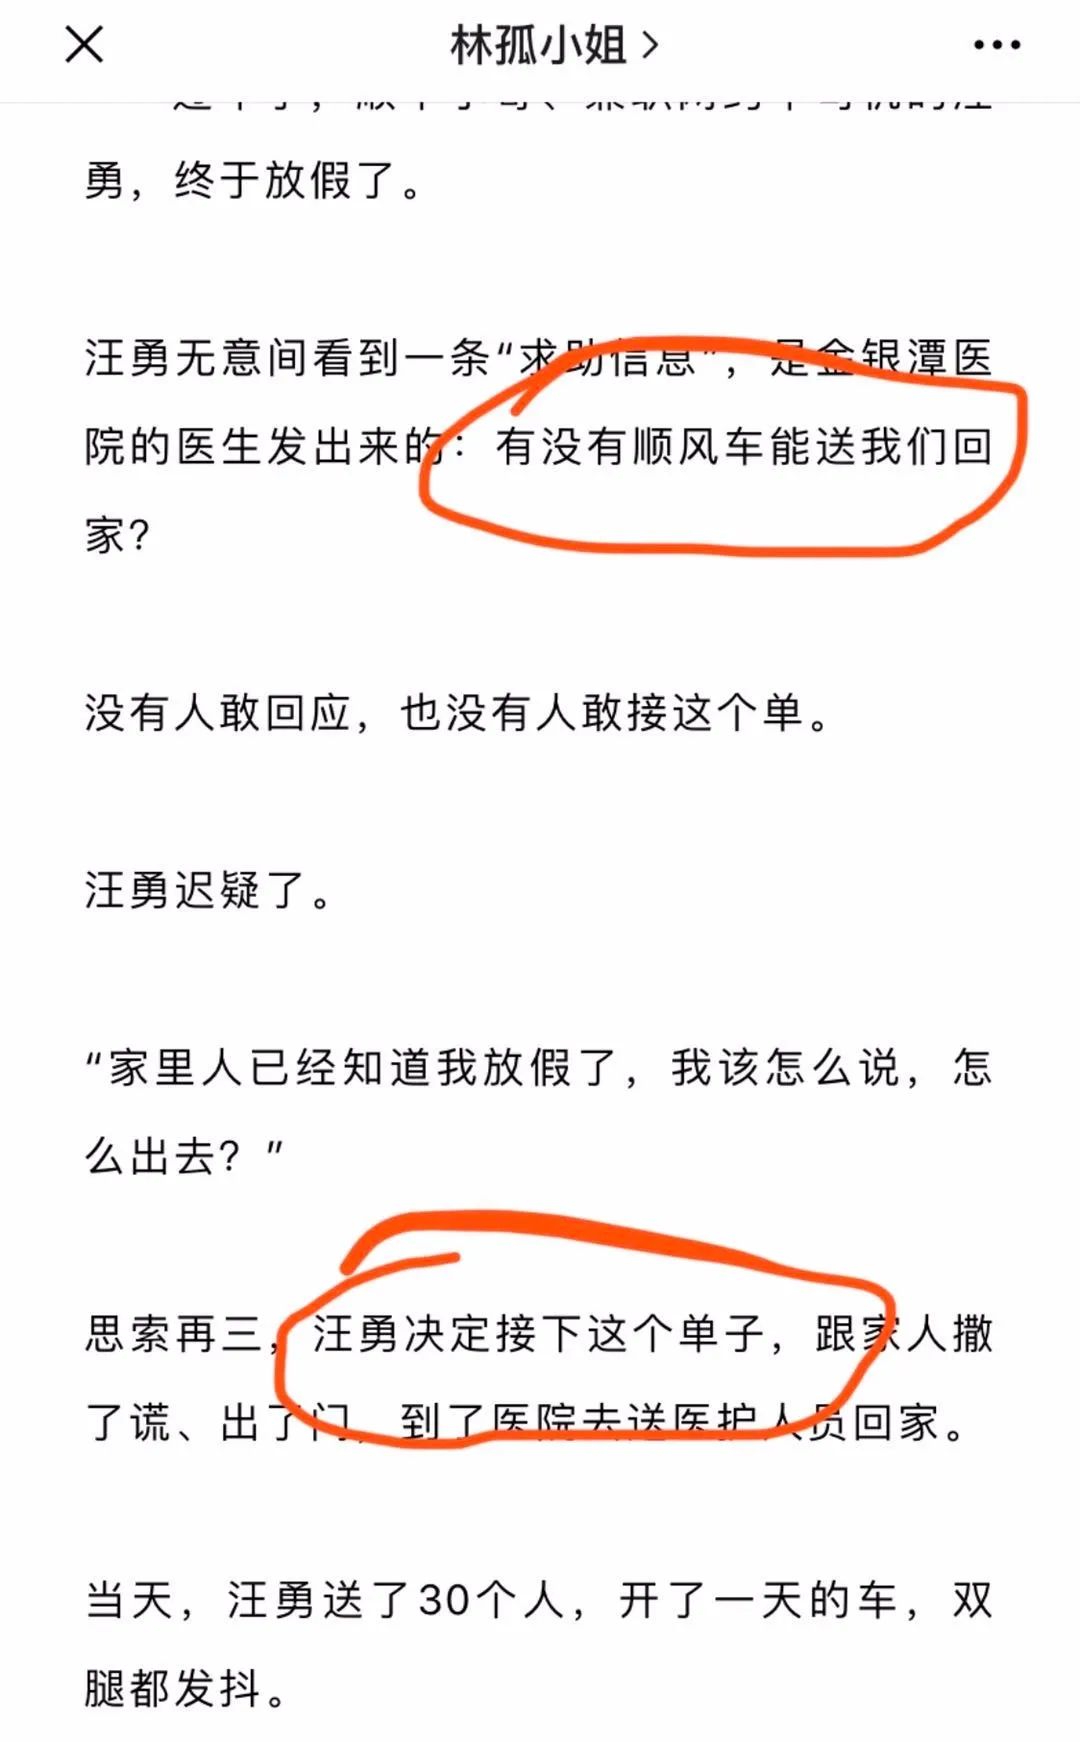 林孤小姐
勇，终于放假了。
汪勇无意间看到一条“求助信息”，是金银潭医
院的医生发出来的：有没有顺风车能送我们回
家？
没有人敢回应，也没有人敢接这个单。
汪勇迟疑了。
“家里人已经知道我放假了，我该怎么说，怎
么出去？”
思索再三，汪勇决定接下这个单子，跟家人撒
了谎、出了门，到了医院去送医护人员回家。
当天，汪勇送了30个人，开了一天的车，双
腿都发抖。